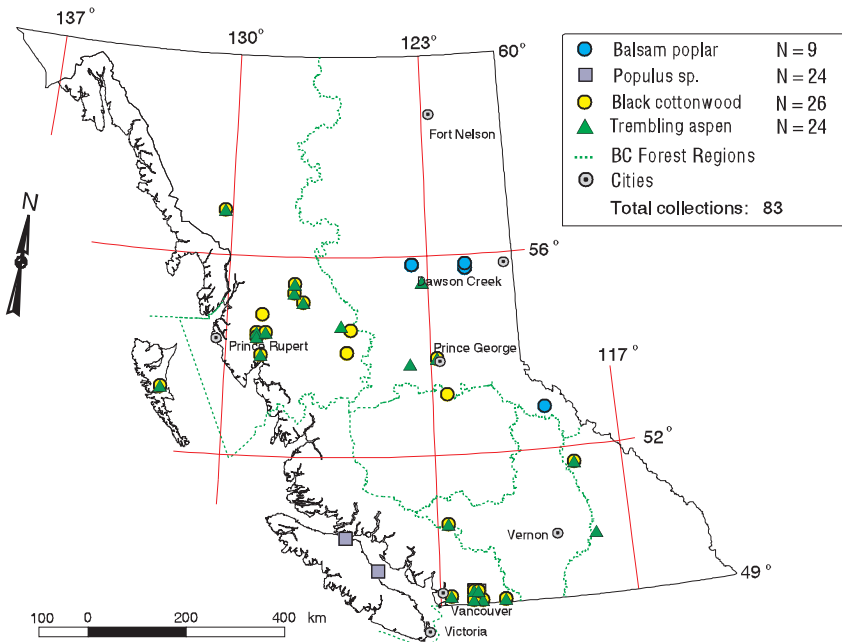 137°
130°
123°
60°
Balsam poplar N = 9
Populus sp. N = 24
Black cottonwood N = 26
Trembling aspen N = 24
BC Forest Regions
Cities
Total collections: 83
Fort Nelson
N
56°
Dawson Creek
Prince Rupert
Prince George
117°
52°
Vernon
49°
Vancouver
Victoria
100 0 200 400 km